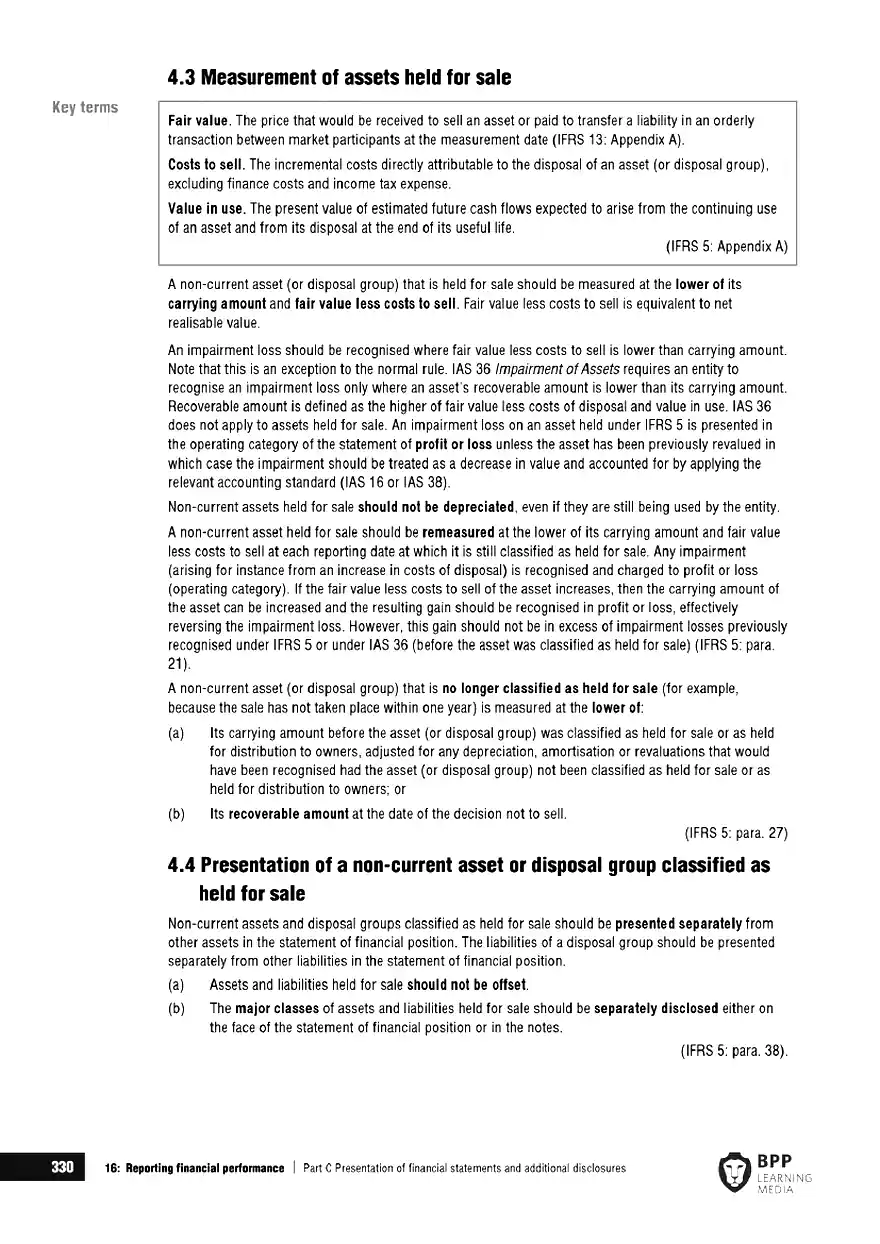 4.3 Measurement of assets held for sale
Key terms
Fair value. The price that would be received to sell an asset or paid to transfer a liability in an orderly
transaction between market participants at the measurement date (IFRS 13: Appendix A).
Costs to sell. The incremental costs directly attributable to the disposal of an asset (or disposal group),
excluding finance costs and income tax expense.
Value in use. The present value of estimated future cash flows expected to arise from the continuing use
of an asset and from its disposal at the end of its useful life.
(IFRS 5: Appendix A)
A non-current asset (or disposal group) that is held for sale should be measured at the lower of its
carrying amount and fair value less costs to sell. Fair value less costs to sell is equivalent to net
realisable value.
An impairment loss should be recognised where fair value less costs to sell is lower than carrying amount.
Note that this is an exception to the normal rule. IAS 36 Impairment of Assets requires an entity to
recognise an impairment loss only where an asset's recoverable amount is lower than its carrying amount.
Recoverable amount is defined as the higher of fair value less costs of disposal and value in use. IAS 36
does not apply to assets held for sale. An impairment loss on an asset held under IFRS 5 is presented in
the operating category of the statement of profit or loss unless the asset has been previously revalued in
which case the impairment should be treated as a decrease in value and accounted for by applying the
relevant accounting standard (IAS 16 or IAS 38).
Non-current assets held for sale should not be depreciated, even if they are still being used by the entity.
A non-current asset held for sale should be remeasured at the lower of its carrying amount and fair value
less costs to sell at each reporting date at which it is still classified as held for sale. Any impairment
(arising for instance from an increase in costs of disposal) is recognised and charged to profit or loss
(operating category). If the fair value less costs to sell of the asset increases, then the carrying amount of
the asset can be increased and the resulting gain should be recognised in profit or loss, effectively
reversing the impairment loss. However, this gain should not be in excess of impairment losses previously
recognised under IFRS 5 or under IAS 36 (before the asset was classified as held for sale) (IFRS 5: para.
21).
A non-current asset (or disposal group) that is no longer classified as held for sale (for example,
because the sale has not taken place within one year) is measured at the lower of:
(a) Its carrying amount before the asset (or disposal group) was classified as held for sale or as held
for distribution to owners, adjusted for any depreciation, amortisation or revaluations that would
have been recognised had the asset (or disposal group) not been classified as held for sale or as
held for distribution to owners; or
(b) Its recoverable amount at the date of the decision not to sell.
(IFRS 5: para. 27)
4.4 Presentation of a non-current asset or disposal group classified as
held for sale
Non-current assets and disposal groups classified as held for sale should be presented separately from
other assets in the statement of financial position. The liabilities of a disposal group should be presented
separately from other liabilities in the statement of financial position.
(a) Assets and liabilities held for sale should not be offset.
(b) The major classes of assets and liabilities held for sale should be separately disclosed either on
the face of the statement of financial position or in the notes.
(IFRS 5: para. 38).
330 16: Reporting financial performance | Part C Presentation of financial statements and additional disclosures
BPP
LEARNING
MEDIA